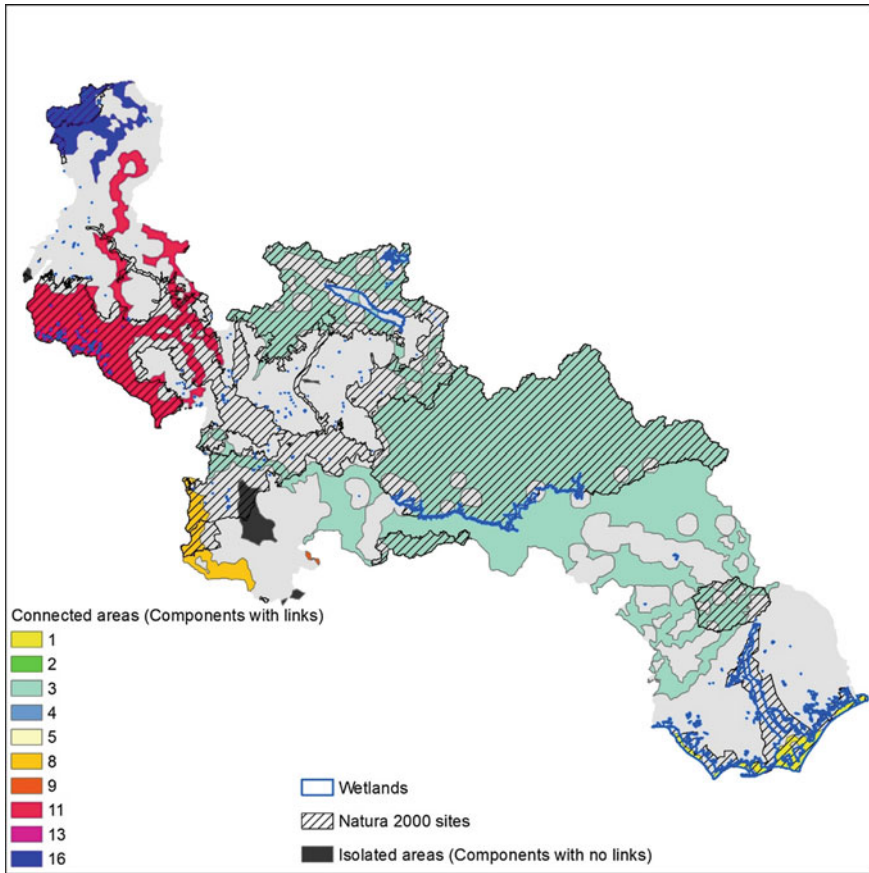 Connected areas (Components with links)
1
2
3
4
5
8
9
11
13
16
Wetlands
Natura 2000 sites
Isolated areas (Components with no links)